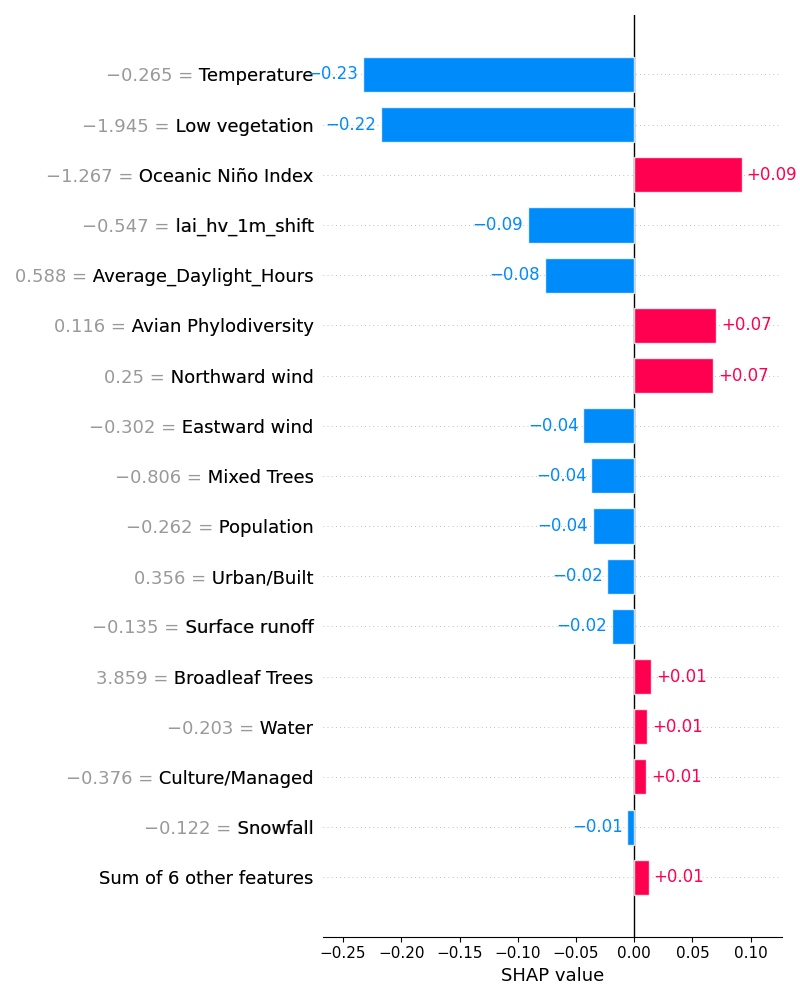 −0.265 = Temperature −0.23
−1.945 = Low vegetation −0.22
−1.267 = Oceanic Niño Index +0.09
−0.547 = lai_hv_1m_shift −0.09
0.588 = Average_Daylight_Hours −0.08
0.116 = Avian Phylodiversity +0.07
0.25 = Northward wind +0.07
−0.302 = Eastward wind −0.04
−0.806 = Mixed Trees −0.04
−0.262 = Population −0.04
0.356 = Urban/Built −0.02
−0.135 = Surface runoff −0.02
3.859 = Broadleaf Trees +0.01
−0.203 = Water +0.01
−0.376 = Culture/Managed +0.01
−0.122 = Snowfall −0.01
Sum of 6 other features +0.01
−0.25 −0.20 −0.15 −0.10 −0.05 0.00 0.05 0.10
SHAP value